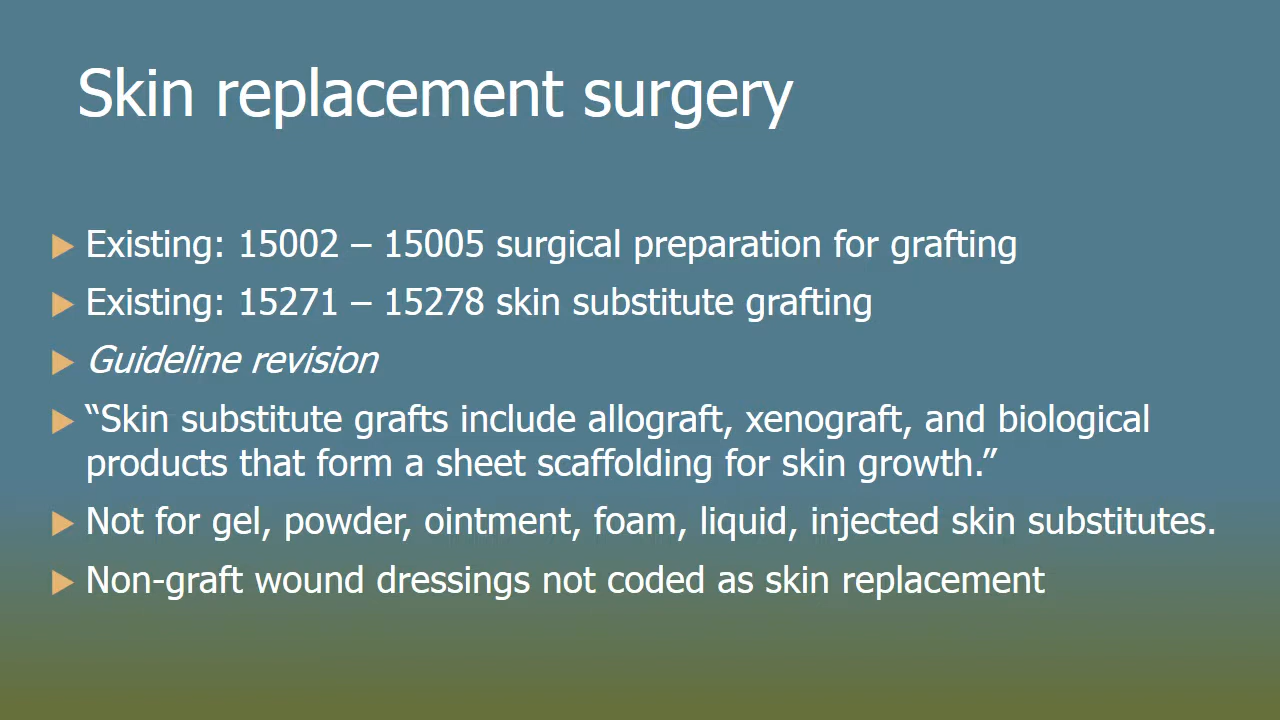 Skin replacement surgery
Existing: 15002 – 15005 surgical preparation for grafting
Existing: 15271 – 15278 skin substitute grafting
Guideline revision
“Skin substitute grafts include allograft, xenograft, and biological
products that form a sheet scaffolding for skin growth.”
Not for gel, powder, ointment, foam, liquid, injected skin substitutes.
Non-graft wound dressings not coded as skin replacement